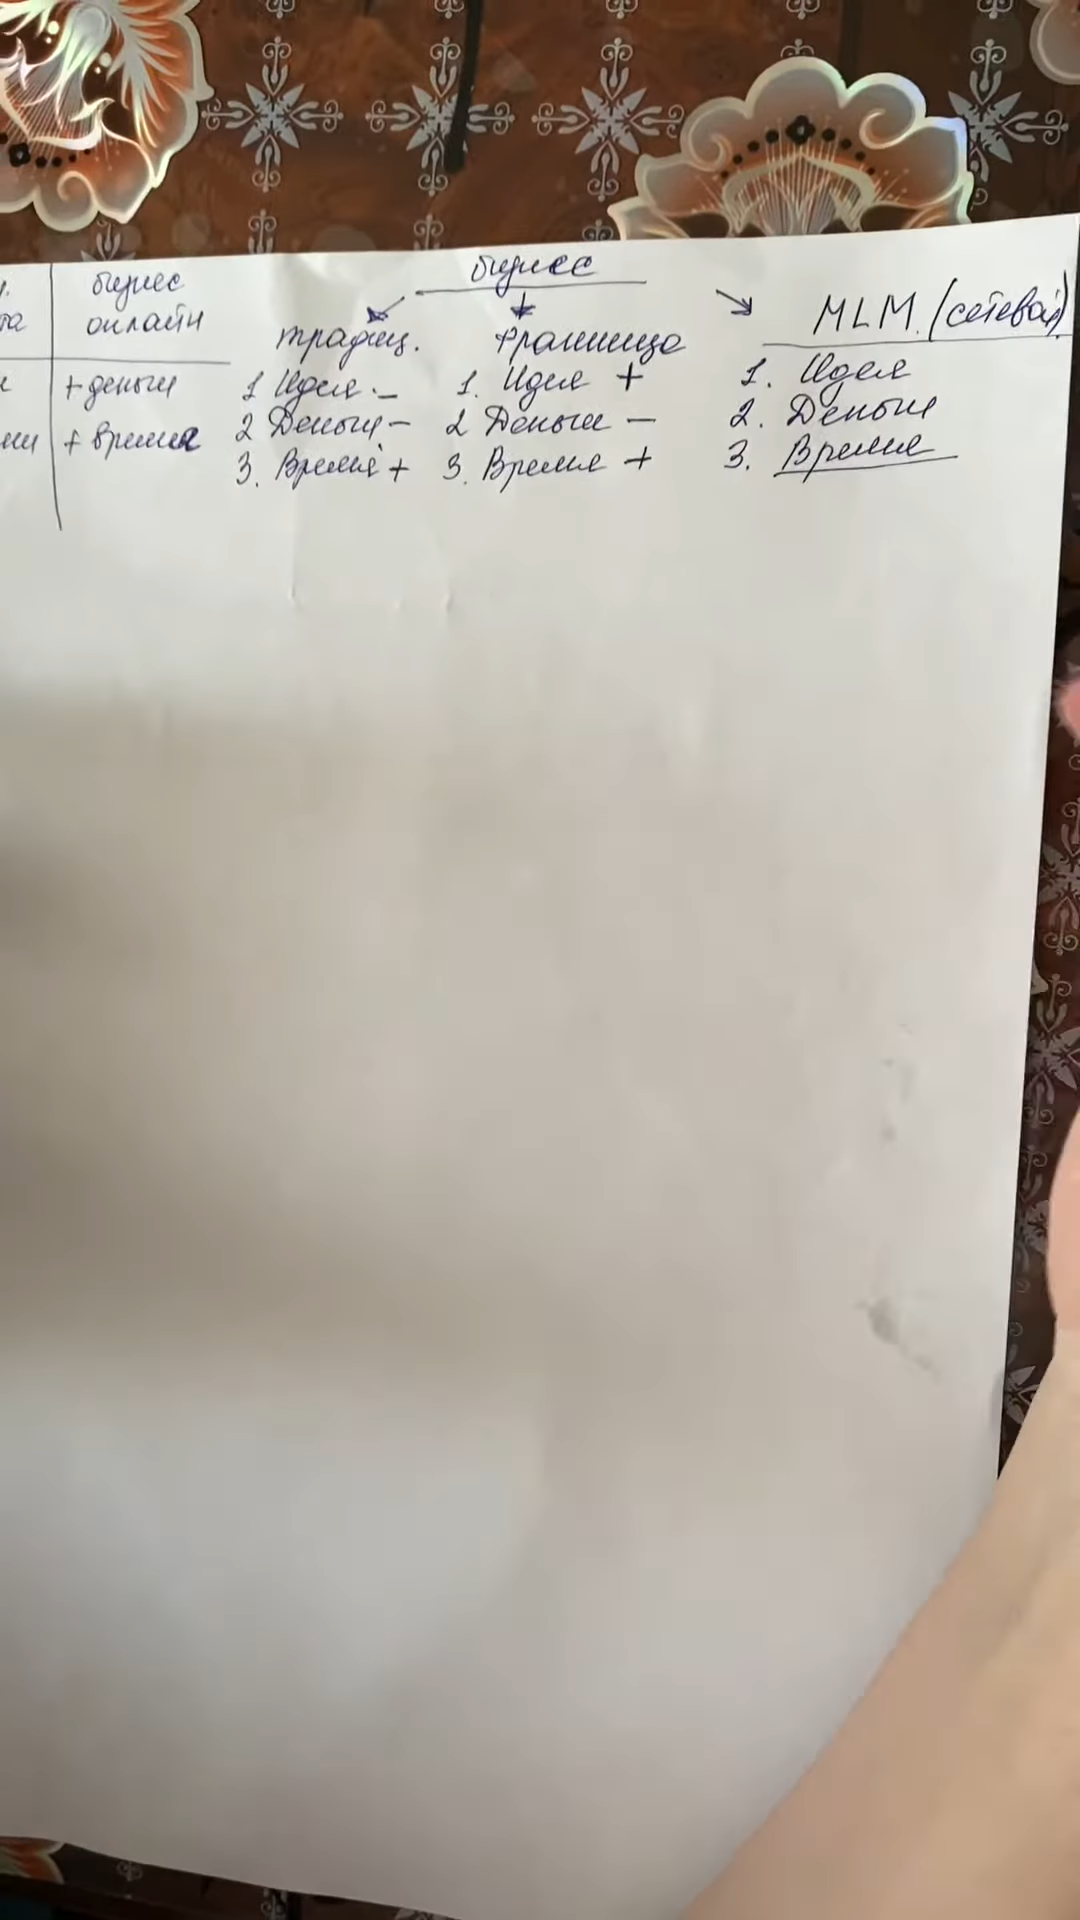 бизнес
бизнес
онлайн
традиц.
франшиза
MLM. (сетевой)
+ деньги
+ время
1 Идея -
2 Деньги -
3. Время +
1. Идея +
2 Деньги -
3. Время +
1. Идея
2. Деньги
3. Время